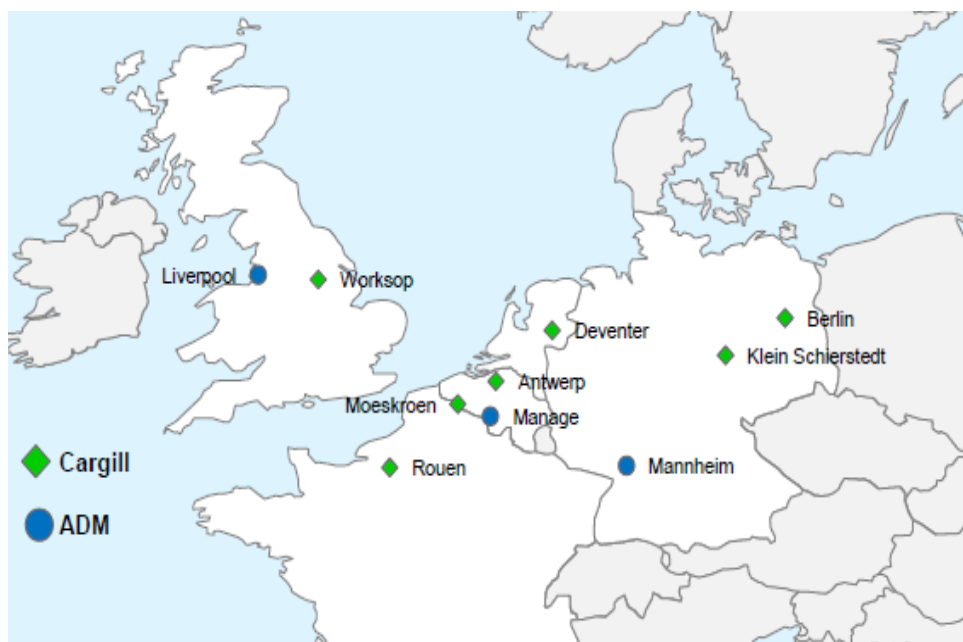 Liverpool
Worksop
Berlin
Deventer
Klein Schierstedt
Antwerp
Moeskroen
Manage
Cargill
Rouen
Mannheim
ADM